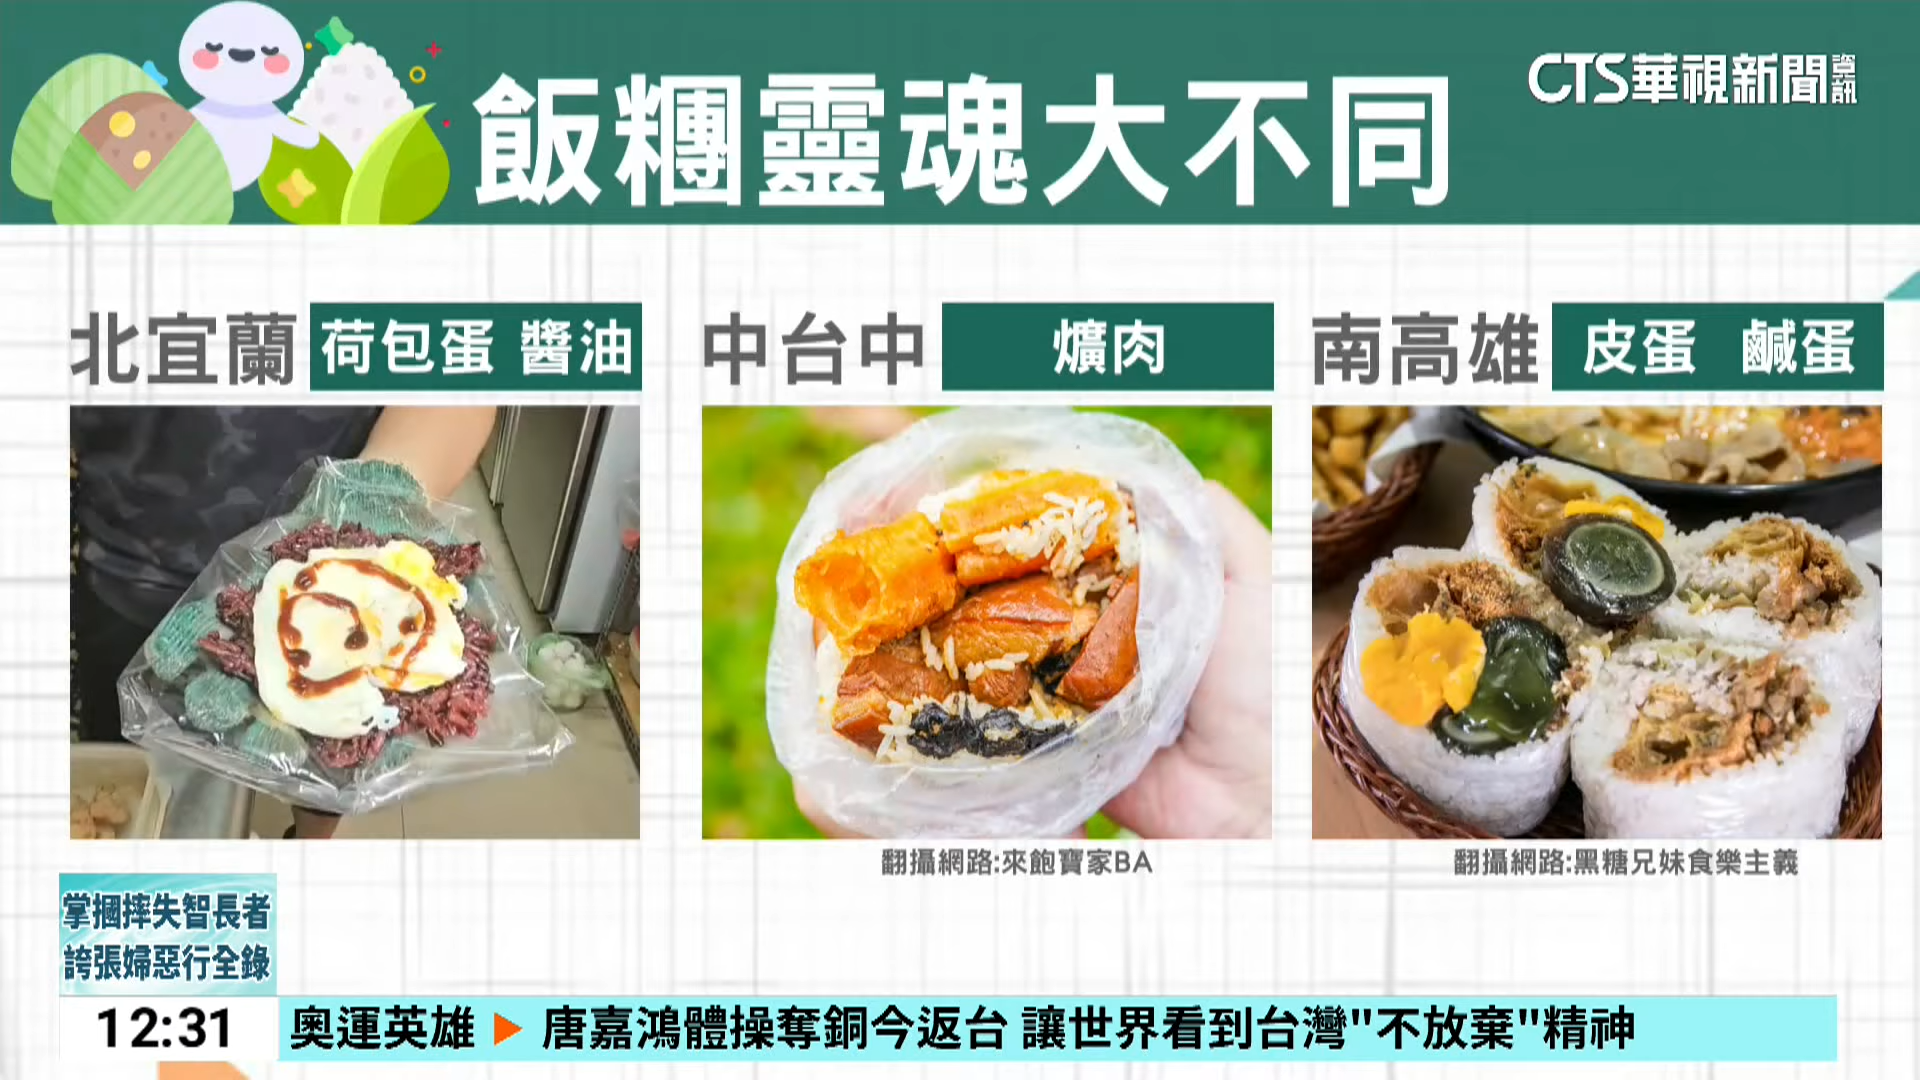 飯糰靈魂大不同
CTS華視新聞資訊
北宜蘭 荷包蛋 醬油
中台中 爌肉
南高雄 皮蛋 鹹蛋
翻攝網路:來飽寶家BA
翻攝網路:黑糖兄妹食樂主義
掌摑摔失智長者
誇張婦惡行全錄
12:31 奧運英雄 ▶ 唐嘉鴻體操奪銅今返台 讓世界看到台灣"不放棄"精神